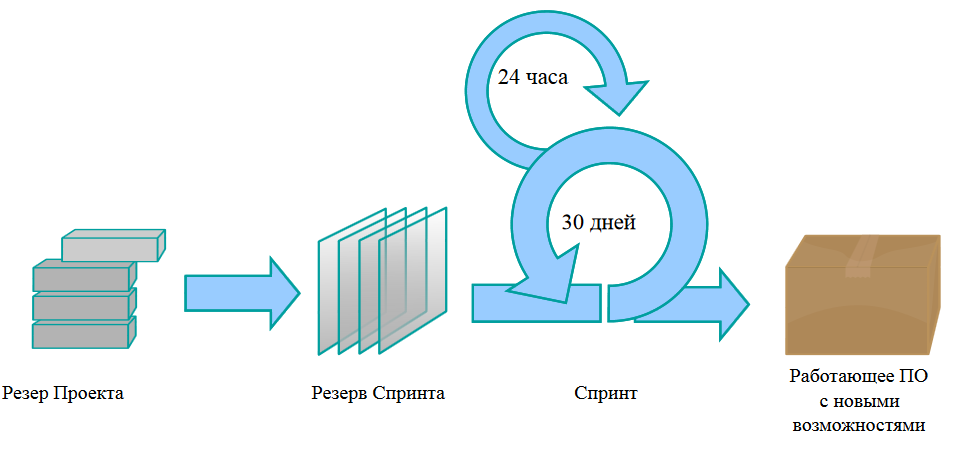 24 часа
30 дней
Резер Проекта
Резерв Спринта
Спринт
Работающее ПО
с новыми
возможностями